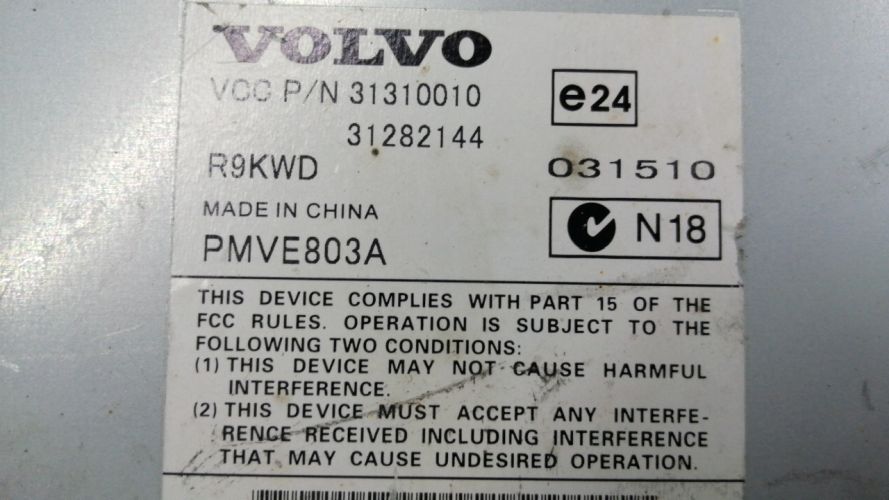 VOLVO
VCC P/N 31310010
31282144
e24
R9KWD
031510
MADE IN CHINA
PMVE803A
N18
THIS DEVICE COMPLIES WITH PART 15 OF THE
FCC RULES. OPERATION IS SUBJECT TO THE
FOLLOWING TWO CONDITIONS:
(1) THIS DEVICE MAY NOT CAUSE HARMFUL
INTERFERENCE.
(2) THIS DEVICE MUST ACCEPT ANY INTERFE-
RENCE RECEIVED INCLUDING INTERFERENCE
THAT MAY CAUSE UNDESIRED OPERATION.